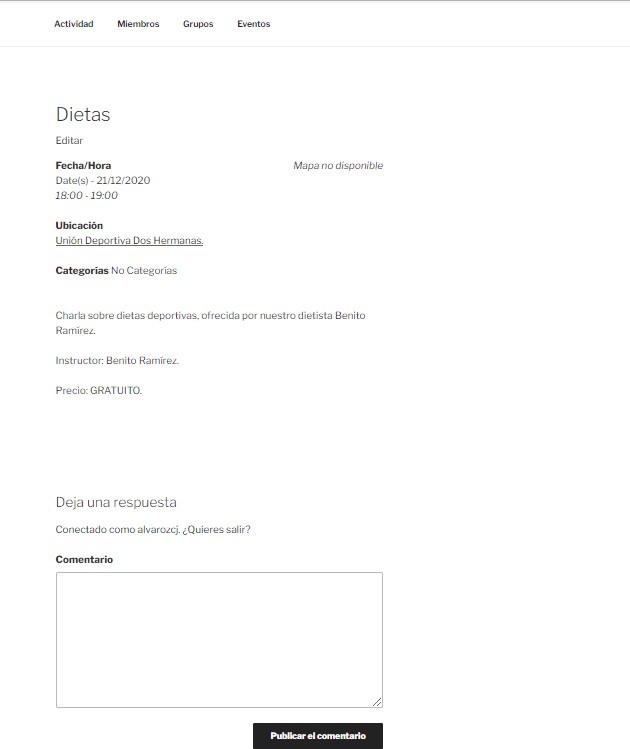 Actividad Miembros Grupos Eventos
Dietas
Editar
Fecha/Hora
Mapa no disponible
Date(s) - 21/12/2020
18:00 - 19:00
Ubicación
Unión Deportiva Dos Hermanas.
Categorías No Categorías
Charla sobre dietas deportivas, ofrecida por nuestro dietista Benito
Ramírez.
Instructor: Benito Ramírez.
Precio: GRATUITO.
Deja una respuesta
Conectado como alvarozcj. ¿Quieres salir?
Comentario
Publicar el comentario